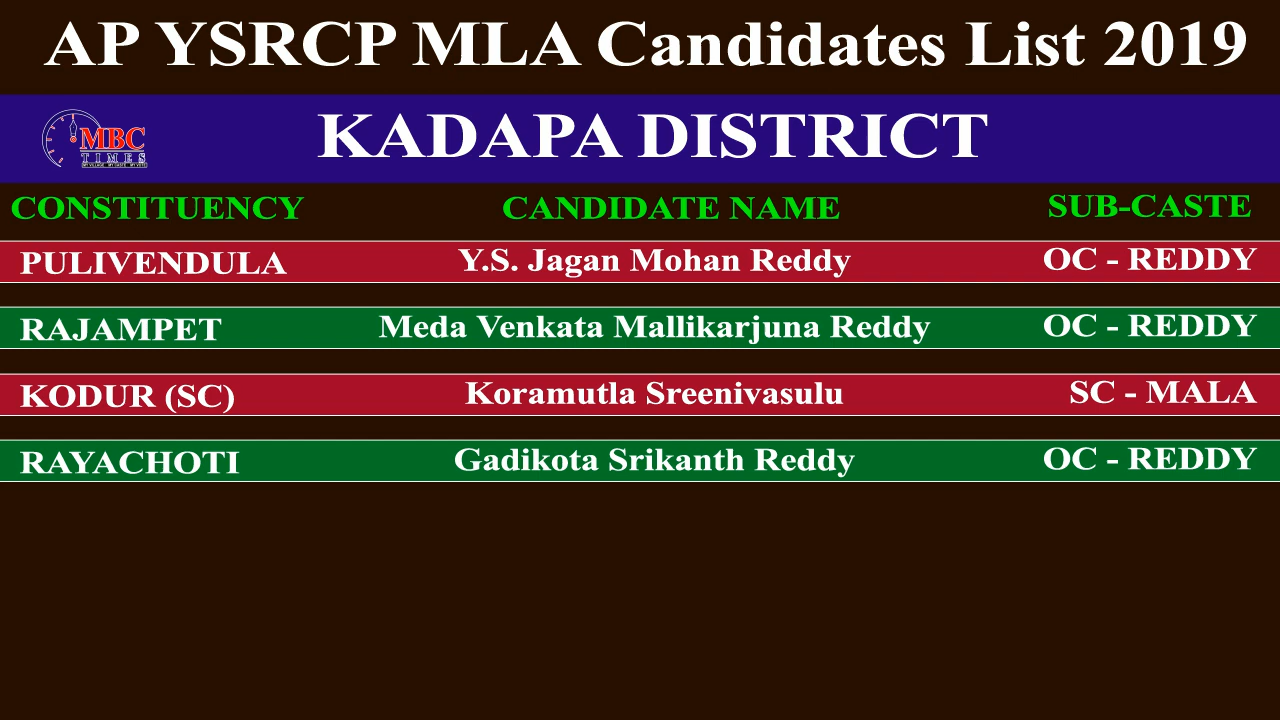 AP YSRCP MLA Candidates List 2019
MBC
TIMES
KADAPA DISTRICT
CONSTITUENCY CANDIDATE NAME SUB-CASTE
PULIVENDULA Y.S. Jagan Mohan Reddy OC - REDDY
RAJAMPET Meda Venkata Mallikarjuna Reddy OC - REDDY
KODUR (SC) Koramutla Sreenivasulu SC - MALA
RAYACHOTI Gadikota Srikanth Reddy OC - REDDY